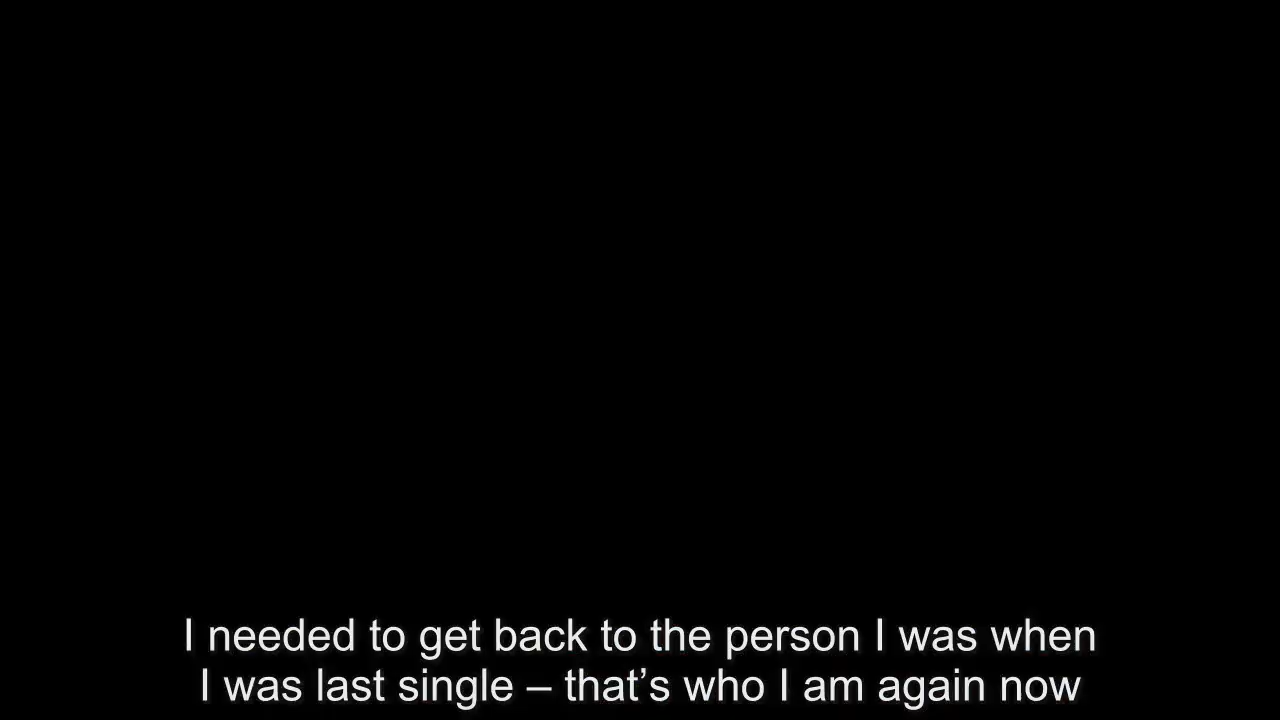 I needed to get back to the person I was when
I was last single – that’s who I am again now